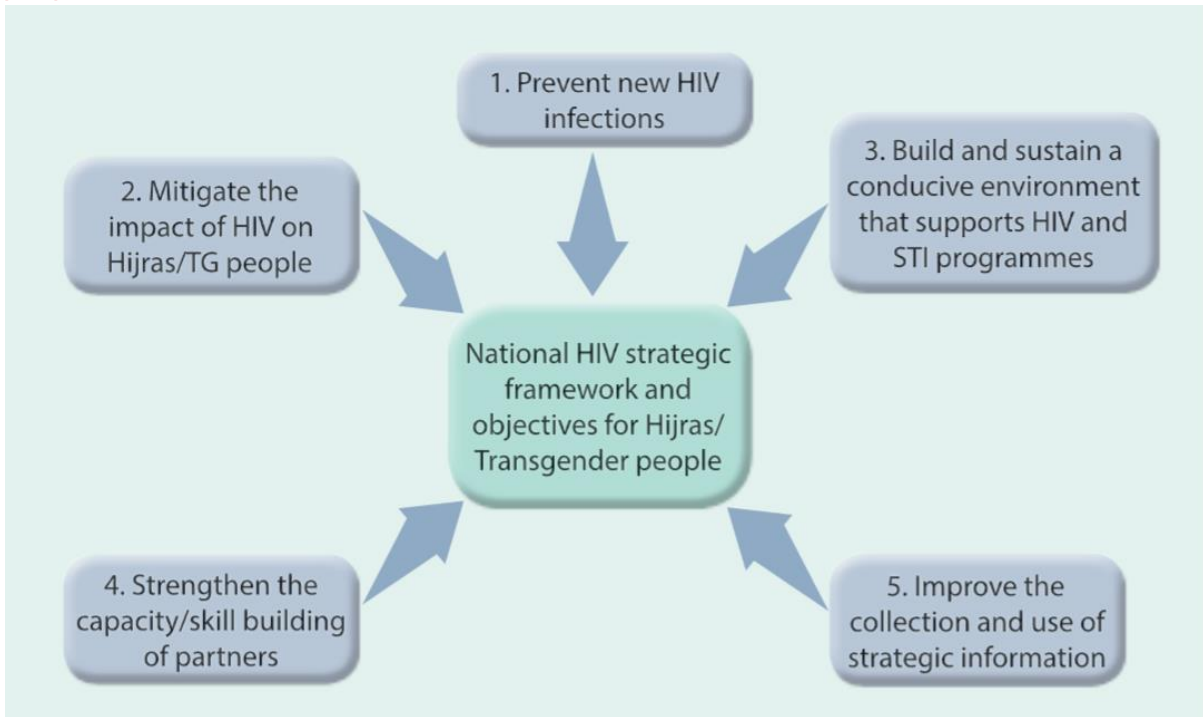 1. Prevent new HIV
infections
2. Mitigate the
impact of HIV on
Hijras/TG people
3. Build and sustain a
conducive environment
that supports HIV and
STI programmes
National HIV strategic
framework and
objectives for Hijras/
Transgender people
4. Strengthen the
capacity/skill building
of partners
5. Improve the
collection and use of
strategic information